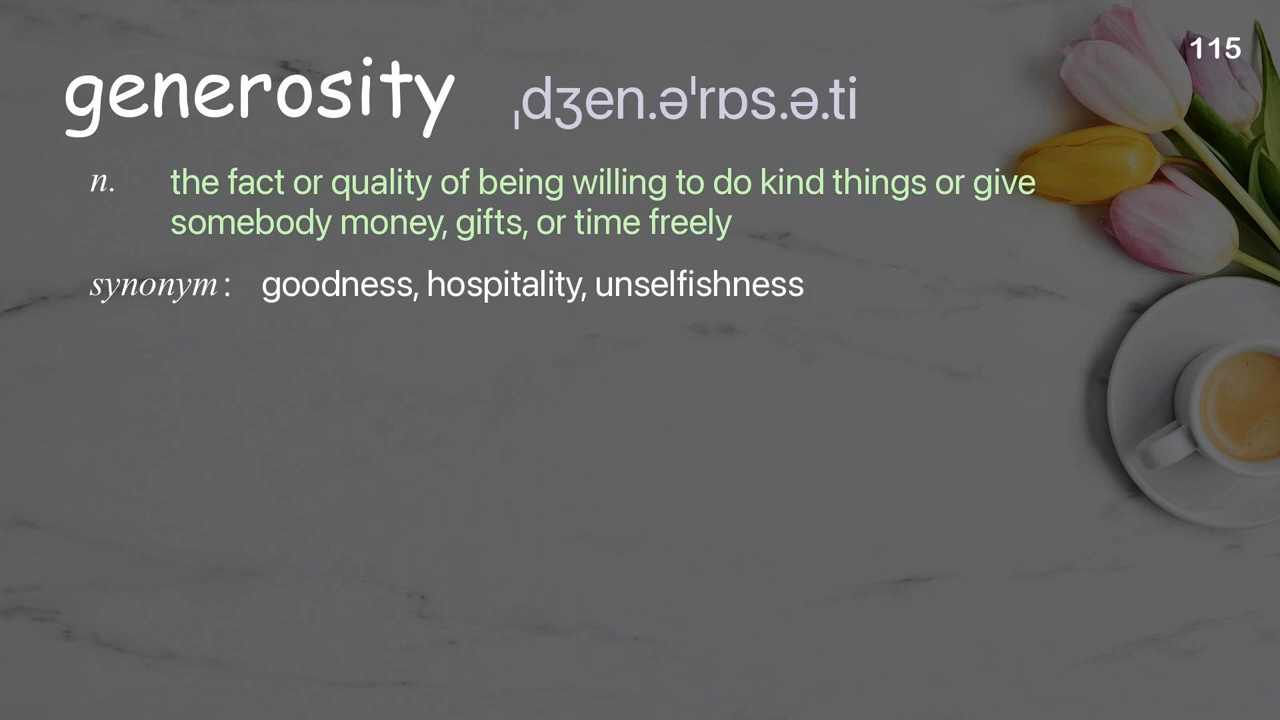 115
generosity ˌdʒen.əˈrɒs.ə.ti
n. the fact or quality of being willing to do kind things or give
somebody money, gifts, or time freely
synonym : goodness, hospitality, unselfishness